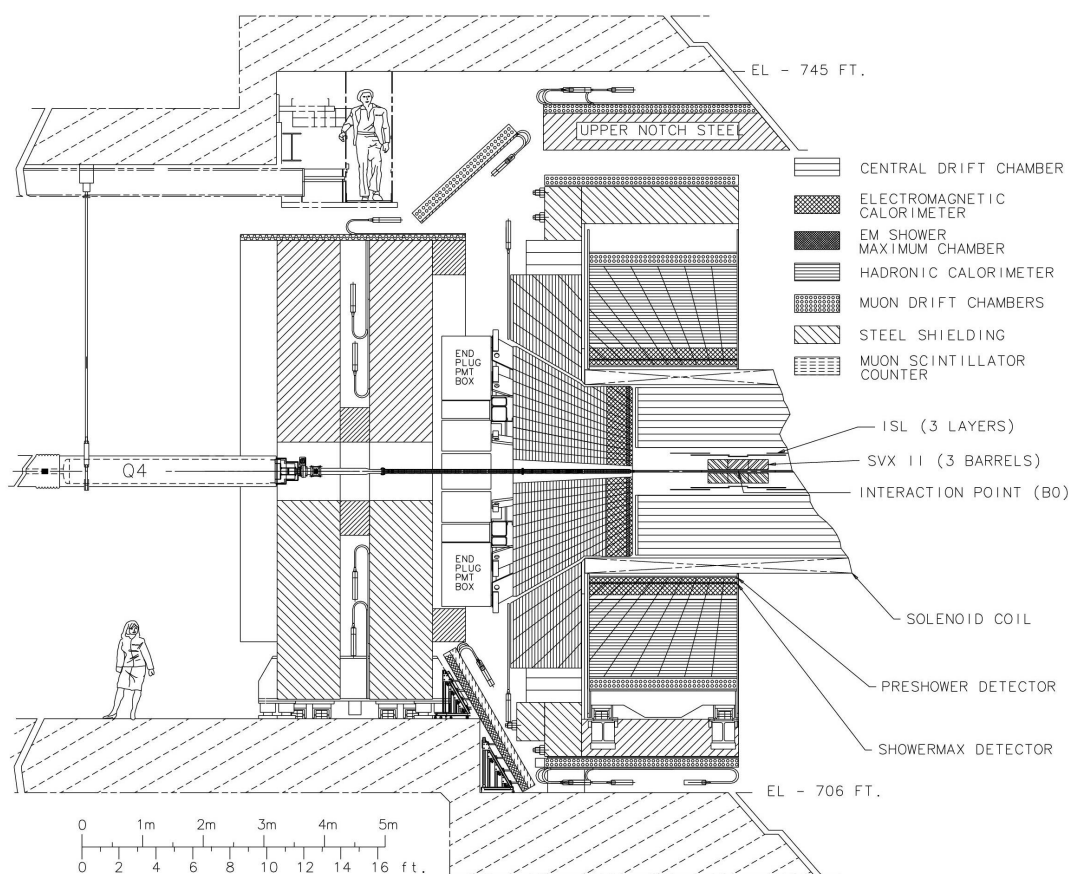 EL - 745 FT.
UPPER NOTCH STEEL
CENTRAL DRIFT CHAMBER
ELECTROMAGNETIC
CALORIMETER
EM SHOWER
MAXIMUM CHAMBER
HADRONIC CALORIMETER
MUON DRIFT CHAMBERS
STEEL SHIELDING
MUON SCINTILLATOR
COUNTER
END
PLUG
PMT
BOX
ISL (3 LAYERS)
Q4
SVX II (3 BARRELS)
INTERACTION POINT (B0)
END
PLUG
PMT
BOX
SOLENOID COIL
PRESHOWER DETECTOR
SHOWERMAX DETECTOR
EL - 706 FT.
0 1m 2m 3m 4m 5m
0 2 4 6 8 10 12 14 16 ft.